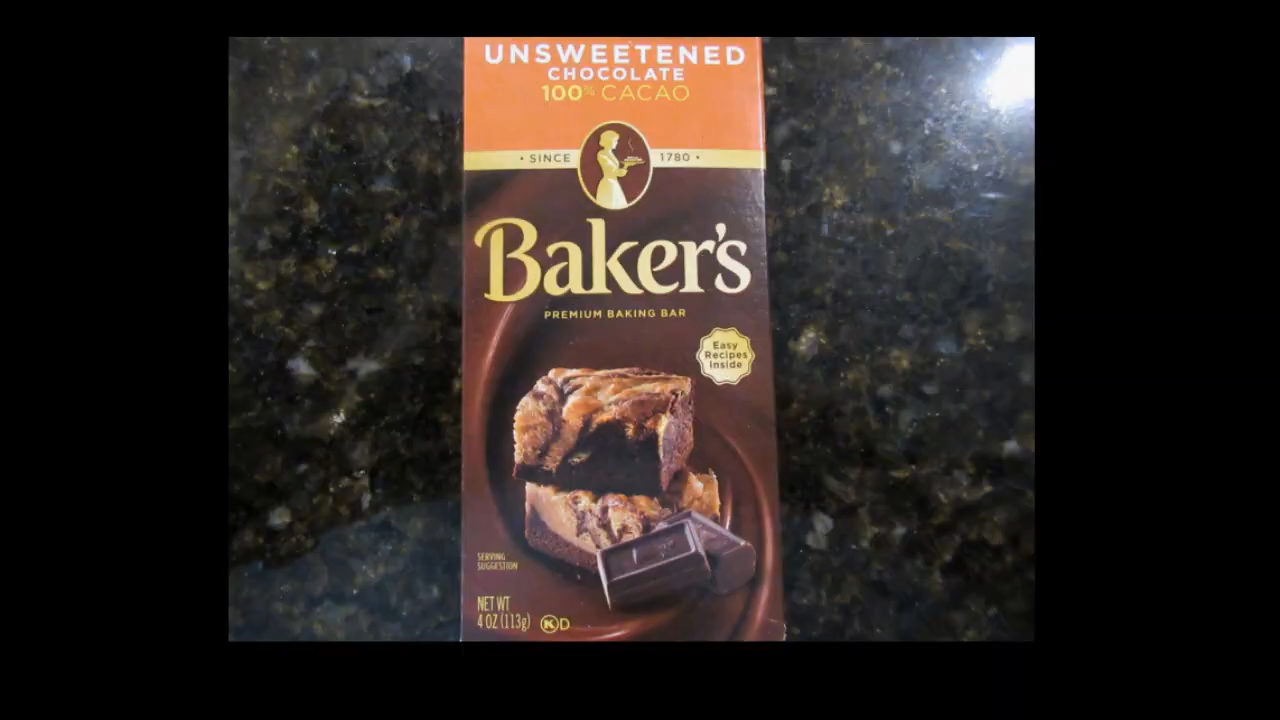 UNSWEETENED
CHOCOLATE
100% CACAO
• SINCE 1780 •
Baker's
PREMIUM BAKING BAR
Easy
Recipes
Inside
SERVING
SUGGESTION
NET WT
4 OZ (113g) K D